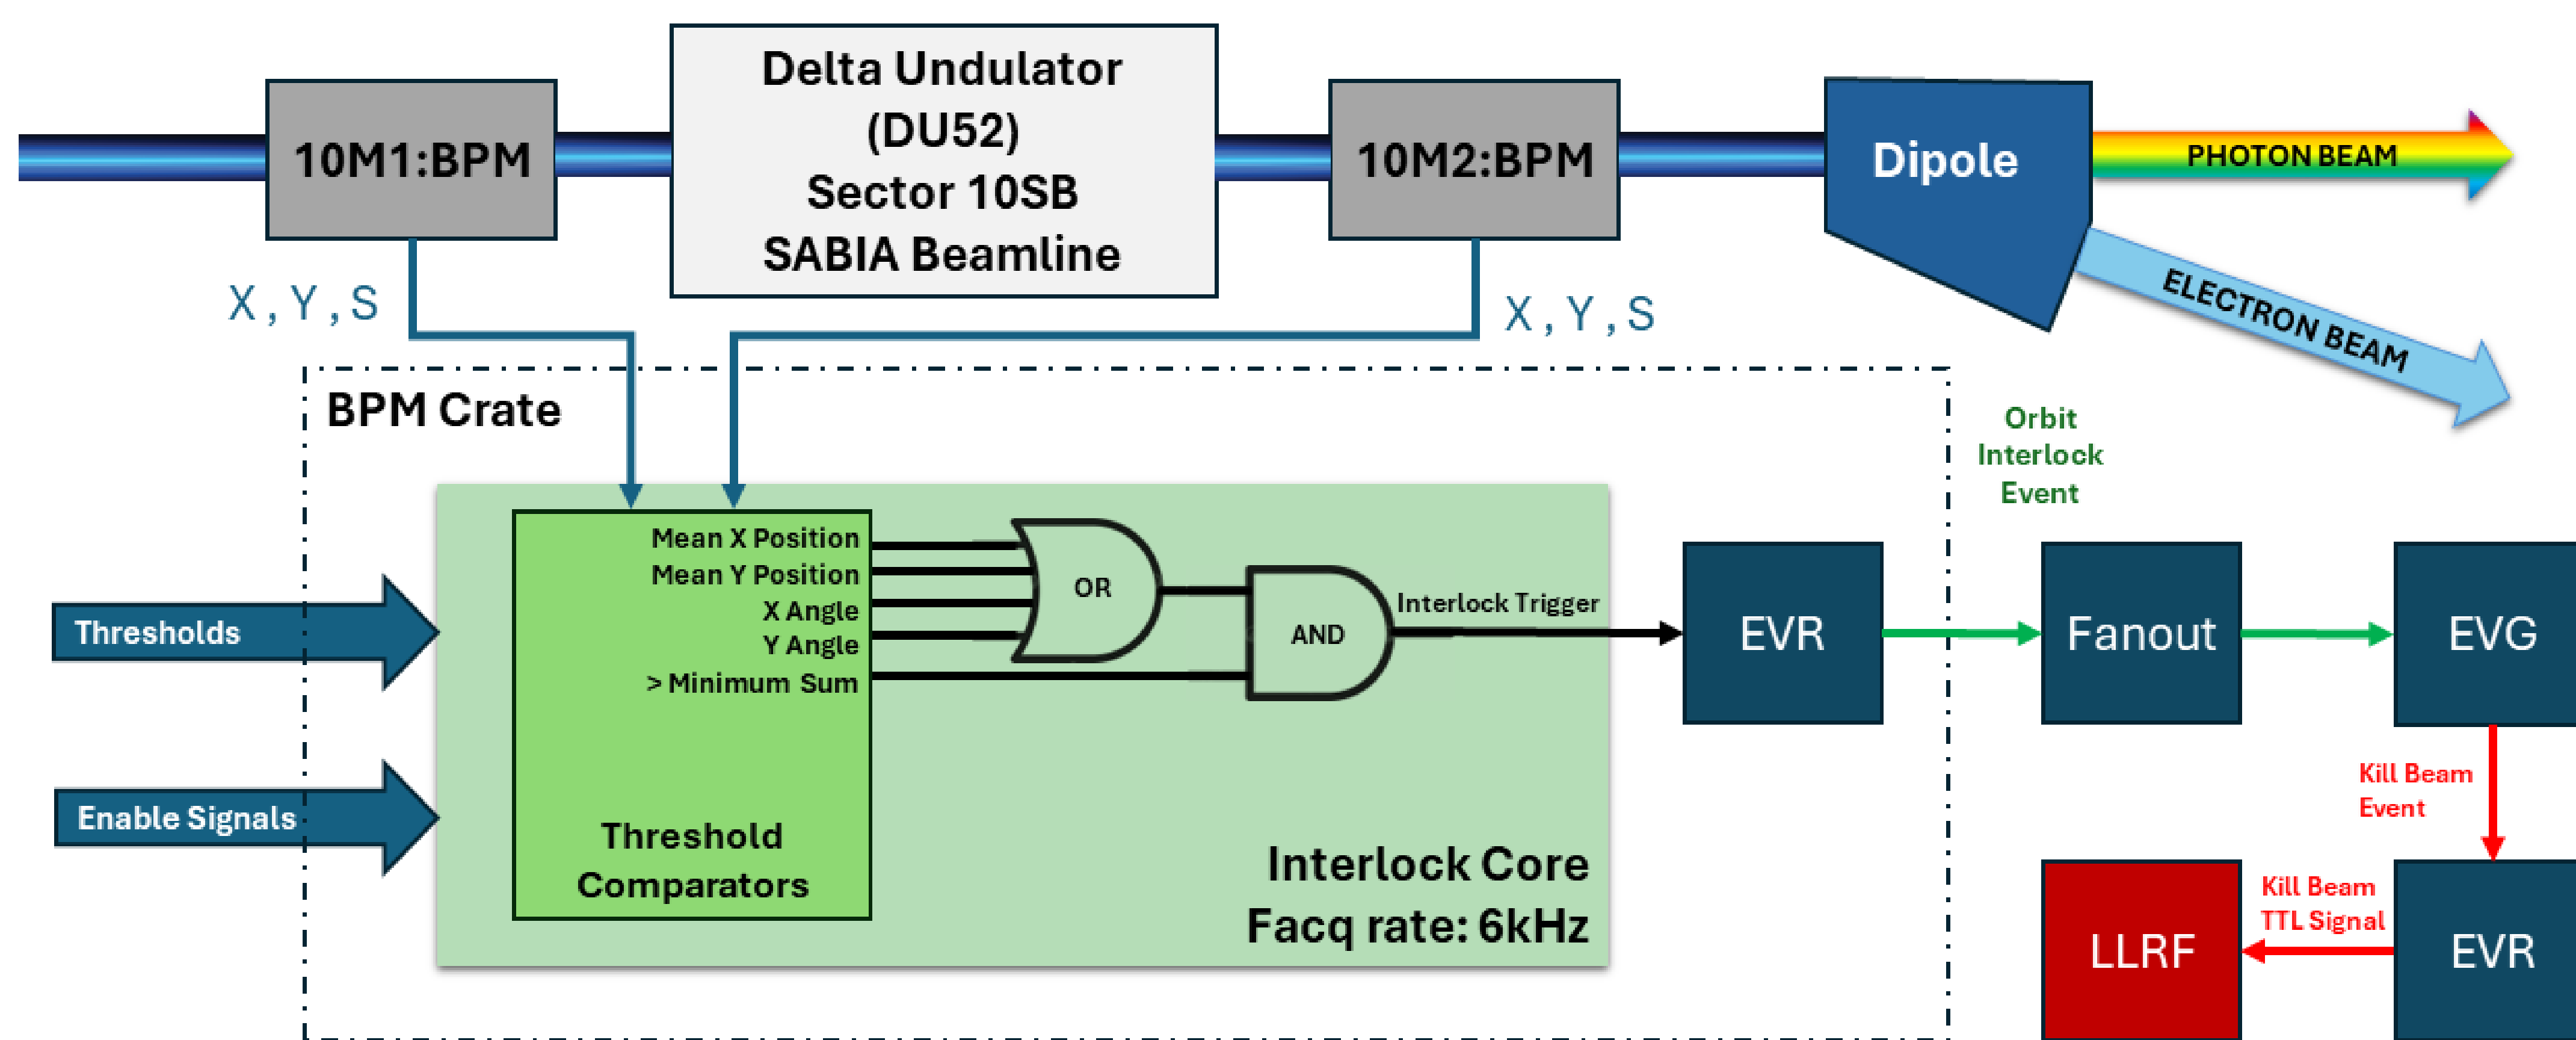 Delta Undulator
(DU52)
Sector 10SB
SABIA Beamline
10M1:BPM
10M2:BPM
Dipole
PHOTON BEAM
ELECTRON BEAM
X , Y , S
X , Y , S
BPM Crate
Orbit
Interlock
Event
Mean X Position
Mean Y Position
X Angle
Y Angle
> Minimum Sum
OR
AND
Interlock Trigger
Thresholds
Enable Signals
Threshold
Comparators
Interlock Core
Facq rate: 6kHz
EVR
Fanout
EVG
Kill Beam
Event
Kill Beam
TTL Signal
LLRF
EVR